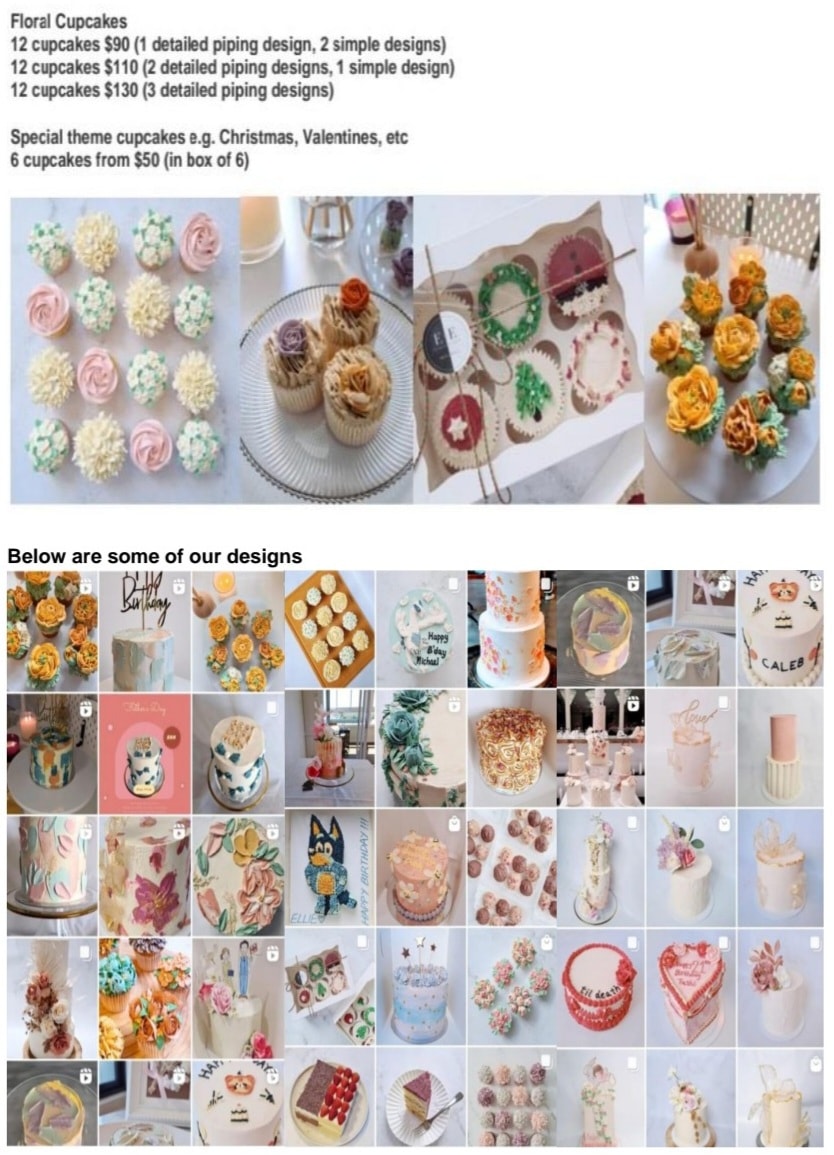 Floral Cupcakes
12 cupcakes $90 (1 detailed piping design, 2 simple designs)
12 cupcakes $110 (2 detailed piping designs, 1 simple design)
12 cupcakes $130 (3 detailed piping designs)
Special theme cupcakes e.g. Christmas, Valentines, etc
6 cupcakes from $50 (in box of 6)
E E
Below are some of our designs
Birthday
Happy
B'day
Michael
CALEB
Father's Day
Love
ELLIE
HAPPY BIRTHDAY!!!
til death
Birthday